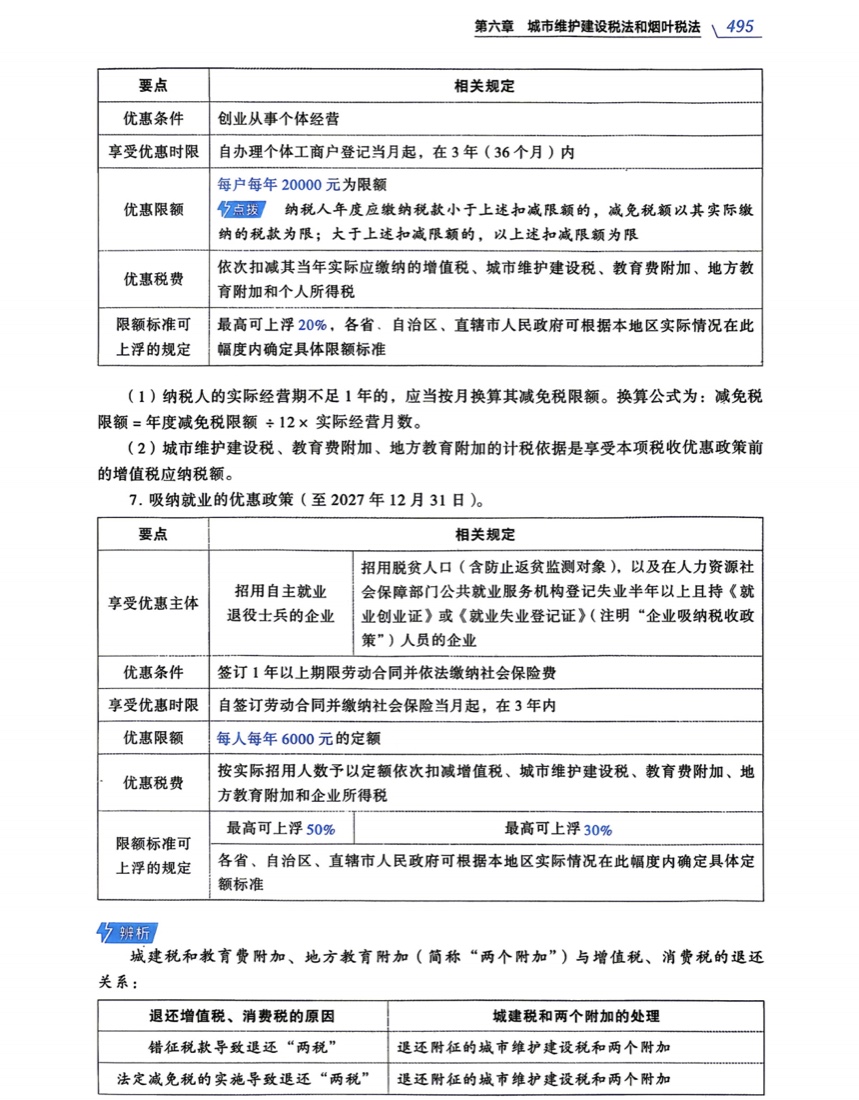 第六章 城市维护建设税法和烟叶税法 495
要点 相关规定
优惠条件 创业从事个体经营
享受优惠时限 自办理个体工商户登记当月起，在 3 年（36 个月）内
优惠限额
每户每年 20000 元为限额
点拨 纳税人年度应缴纳税款小于上述扣减限额的，减免税额以其实际缴
纳的税款为限；大于上述扣减限额的，以上述扣减限额为限
优惠税费
依次扣减其当年实际应缴纳的增值税、城市维护建设税、教育费附加、地方教
育附加和个人所得税
限额标准可
上浮的规定
最高可上浮 20%，各省、自治区、直辖市人民政府可根据本地区实际情况在此
幅度内确定具体限额标准
（1）纳税人的实际经营期不足 1 年的，应当按月换算其减免税限额。换算公式为：减免税
限额 = 年度减免税限额 ÷ 12 × 实际经营月数。
（2）城市维护建设税、教育费附加、地方教育附加的计税依据是享受本项税收优惠政策前
的增值税应纳税额。
7. 吸纳就业的优惠政策（至 2027 年 12 月 31 日）。
要点 相关规定
享受优惠主体
招用自主就业
退役士兵的企业
招用脱贫人口（含防止返贫监测对象），以及在人力资源社
会保障部门公共就业服务机构登记失业半年以上且持《就
业创业证》或《就业失业登记证》（注明“企业吸纳税收政
策”）人员的企业
优惠条件 签订 1 年以上期限劳动合同并依法缴纳社会保险费
享受优惠时限 自签订劳动合同并缴纳社会保险当月起，在 3 年内
优惠限额 每人每年 6000 元的定额
优惠税费
按实际招用人数予以定额依次扣减增值税、城市维护建设税、教育费附加、地
方教育附加和企业所得税
限额标准可
上浮的规定
最高可上浮 50% 最高可上浮 30%
各省、自治区、直辖市人民政府可根据本地区实际情况在此幅度内确定具体定
额标准
辨析
城建税和教育费附加、地方教育附加（简称“两个附加”）与增值税、消费税的退还
关系：
退还增值税、消费税的原因 城建税和两个附加的处理
错征税款导致退还“两税” 退还附征的城市维护建设税和两个附加
法定减免税的实施导致退还“两税” 退还附征的城市维护建设税和两个附加